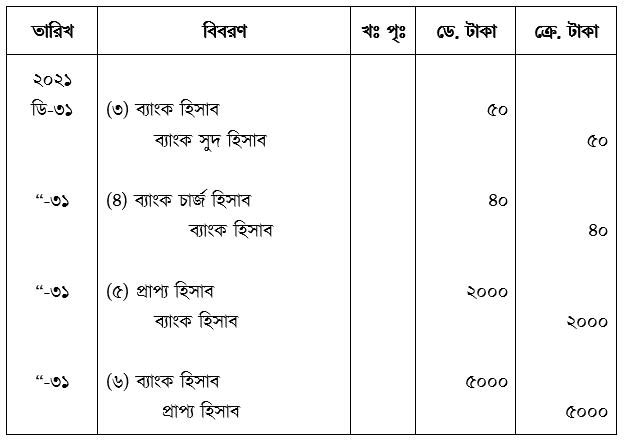 তারিখ বিবরণ খঃ পৃঃ ডে. টাকা ক্রে. টাকা
২০২১
ডি-৩১ (৩) ব্যাংক হিসাব ৫০
ব্যাংক সুদ হিসাব ৫০
“-৩১ (৪) ব্যাংক চার্জ হিসাব ৪০
ব্যাংক হিসাব ৪০
“-৩১ (৫) প্রাপ্য হিসাব ২০০০
ব্যাংক হিসাব ২০০০
“-৩১ (৬) ব্যাংক হিসাব ৫০০০
প্রাপ্য হিসাব ৫০০০